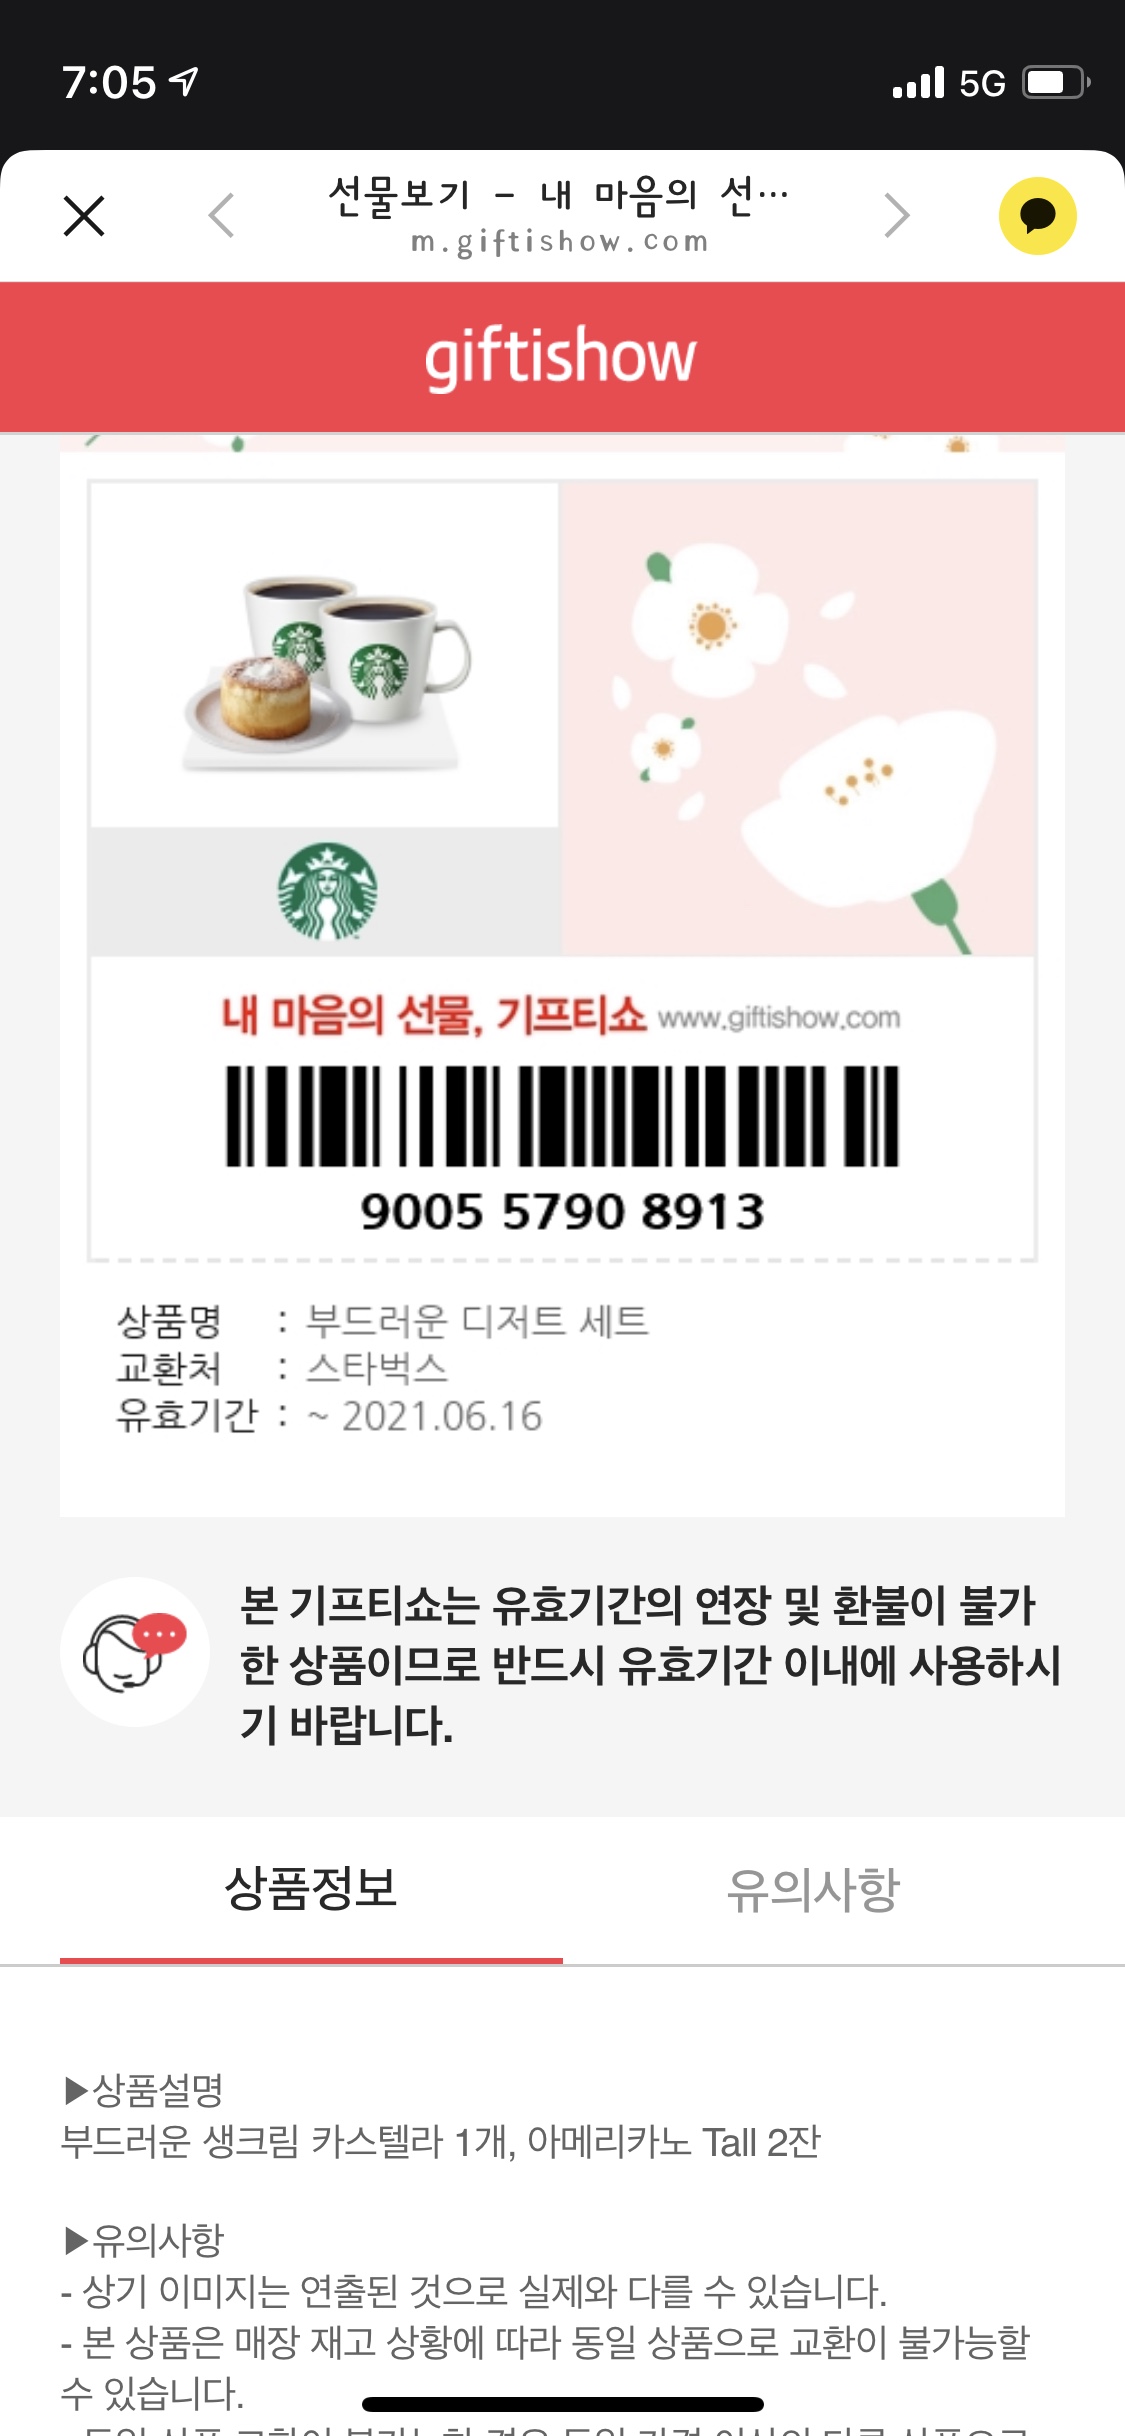 7:05
5G
선물보기 - 내 마음의 선…
m.giftishow.com
giftishow
내 마음의 선물, 기프티쇼 www.giftishow.com
9005 5790 8913
상품명 : 부드러운 디저트 세트
교환처 : 스타벅스
유효기간 : ~ 2021.06.16
본 기프티쇼는 유효기간의 연장 및 환불이 불가
한 상품이므로 반드시 유효기간 이내에 사용하시
기 바랍니다.
상품정보
유의사항
▶상품설명
부드러운 생크림 카스텔라 1개, 아메리카노 Tall 2잔
▶유의사항
- 상기 이미지는 연출된 것으로 실제와 다를 수 있습니다.
- 본 상품은 매장 재고 상황에 따라 동일 상품으로 교환이 불가능할
수 있습니다.